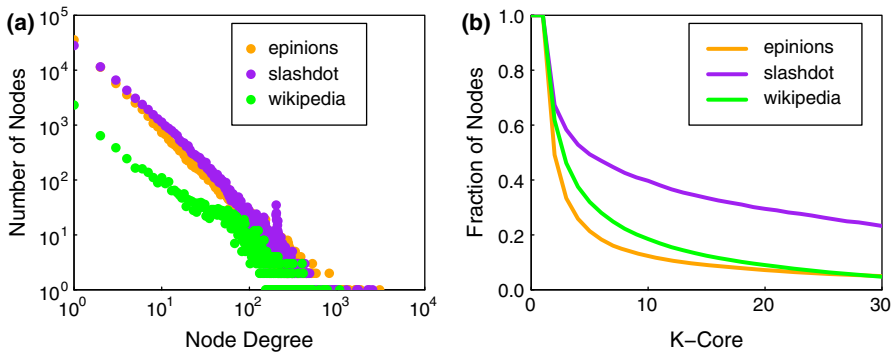 (a)
Number of Nodes
10^5
10^4
10^3
10^2
10^1
10^0
10^0 10^1 10^2 10^3 10^4
Node Degree
epinions
slashdot
wikipedia
(b)
Fraction of Nodes
1.0
0.8
0.6
0.4
0.2
0.0
0 10 20 30
K−Core
epinions
slashdot
wikipedia